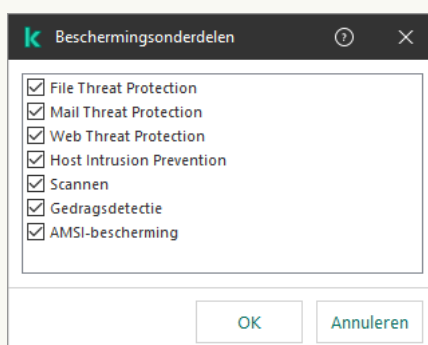 Beschermingsonderdelen
File Threat Protection
Mail Threat Protection
Web Threat Protection
Host Intrusion Prevention
Scannen
Gedragsdetectie
AMSI-bescherming
OK Annuleren